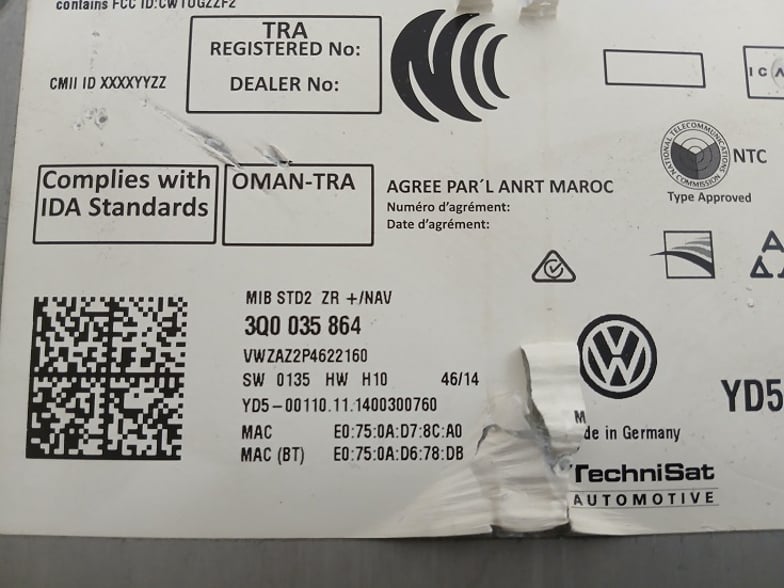 contains FCC ID:CWTUGZZF2
TRA
REGISTERED No:
DEALER No:
CMII ID XXXXYYZZ
NATIONAL TELECOMMUNICATIONS COMMISSION
NTC
Type Approved
Complies with
IDA Standards
OMAN-TRA
AGREE PAR´L ANRT MAROC
Numéro d’agrément:
Date d’agrément:
MIB STD2 ZR +/NAV
3Q0 035 864
VWZAZ2P4622160
SW 0135 HW H10 46/14
YD5-00110.11.1400300760
MAC E0:75:0A:D7:8C:A0
MAC (BT) E0:75:0A:D6:78:DB
YD5
de in Germany
TechniSat
AUTOMOTIVE